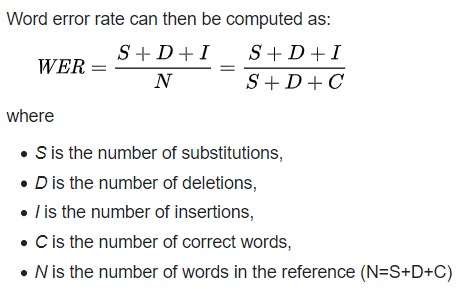 Word error rate can then be computed as:
WER = (S + D + I) / N = (S + D + I) / (S + D + C)
where
• S is the number of substitutions,
• D is the number of deletions,
• I is the number of insertions,
• C is the number of correct words,
• N is the number of words in the reference (N=S+D+C)